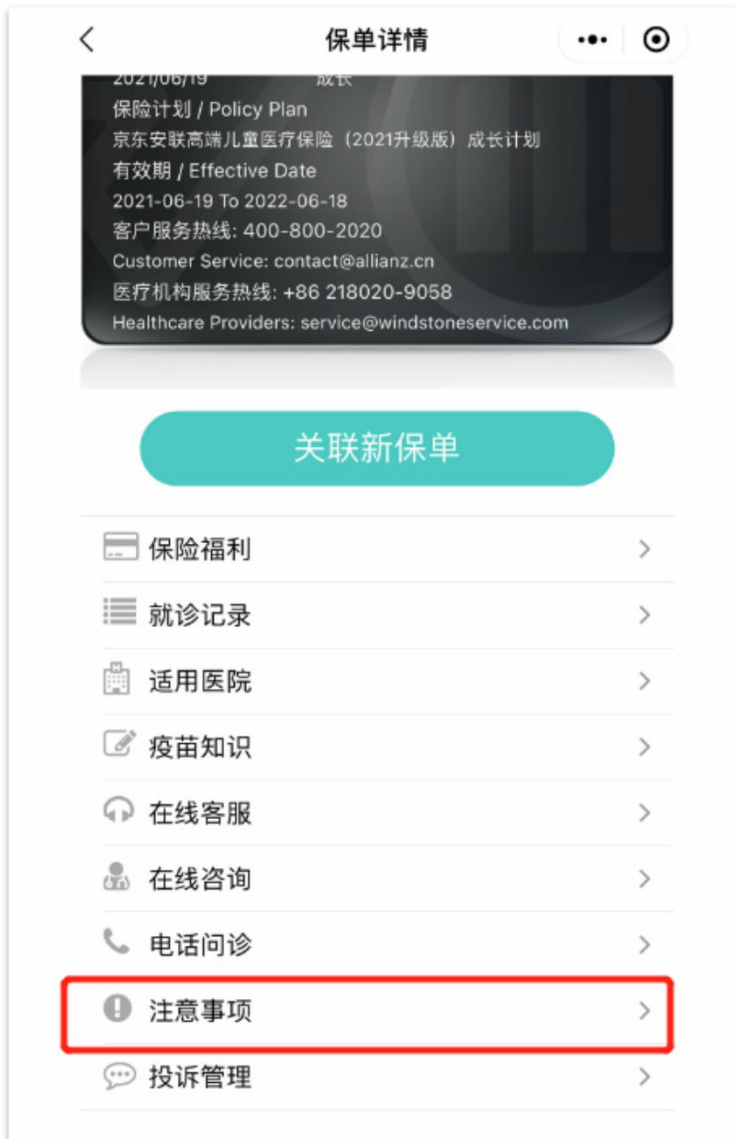 保单详情
2021/06/19 成长
保险计划 / Policy Plan
京东安联高端儿童医疗保险（2021升级版）成长计划
有效期 / Effective Date
2021-06-19 To 2022-06-18
客户服务热线: 400-800-2020
Customer Service: contact@allianz.cn
医疗机构服务热线: +86 218020-9058
Healthcare Providers: service@windstoneservice.com
关联新保单
保险福利
就诊记录
适用医院
疫苗知识
在线客服
在线咨询
电话问诊
注意事项
投诉管理